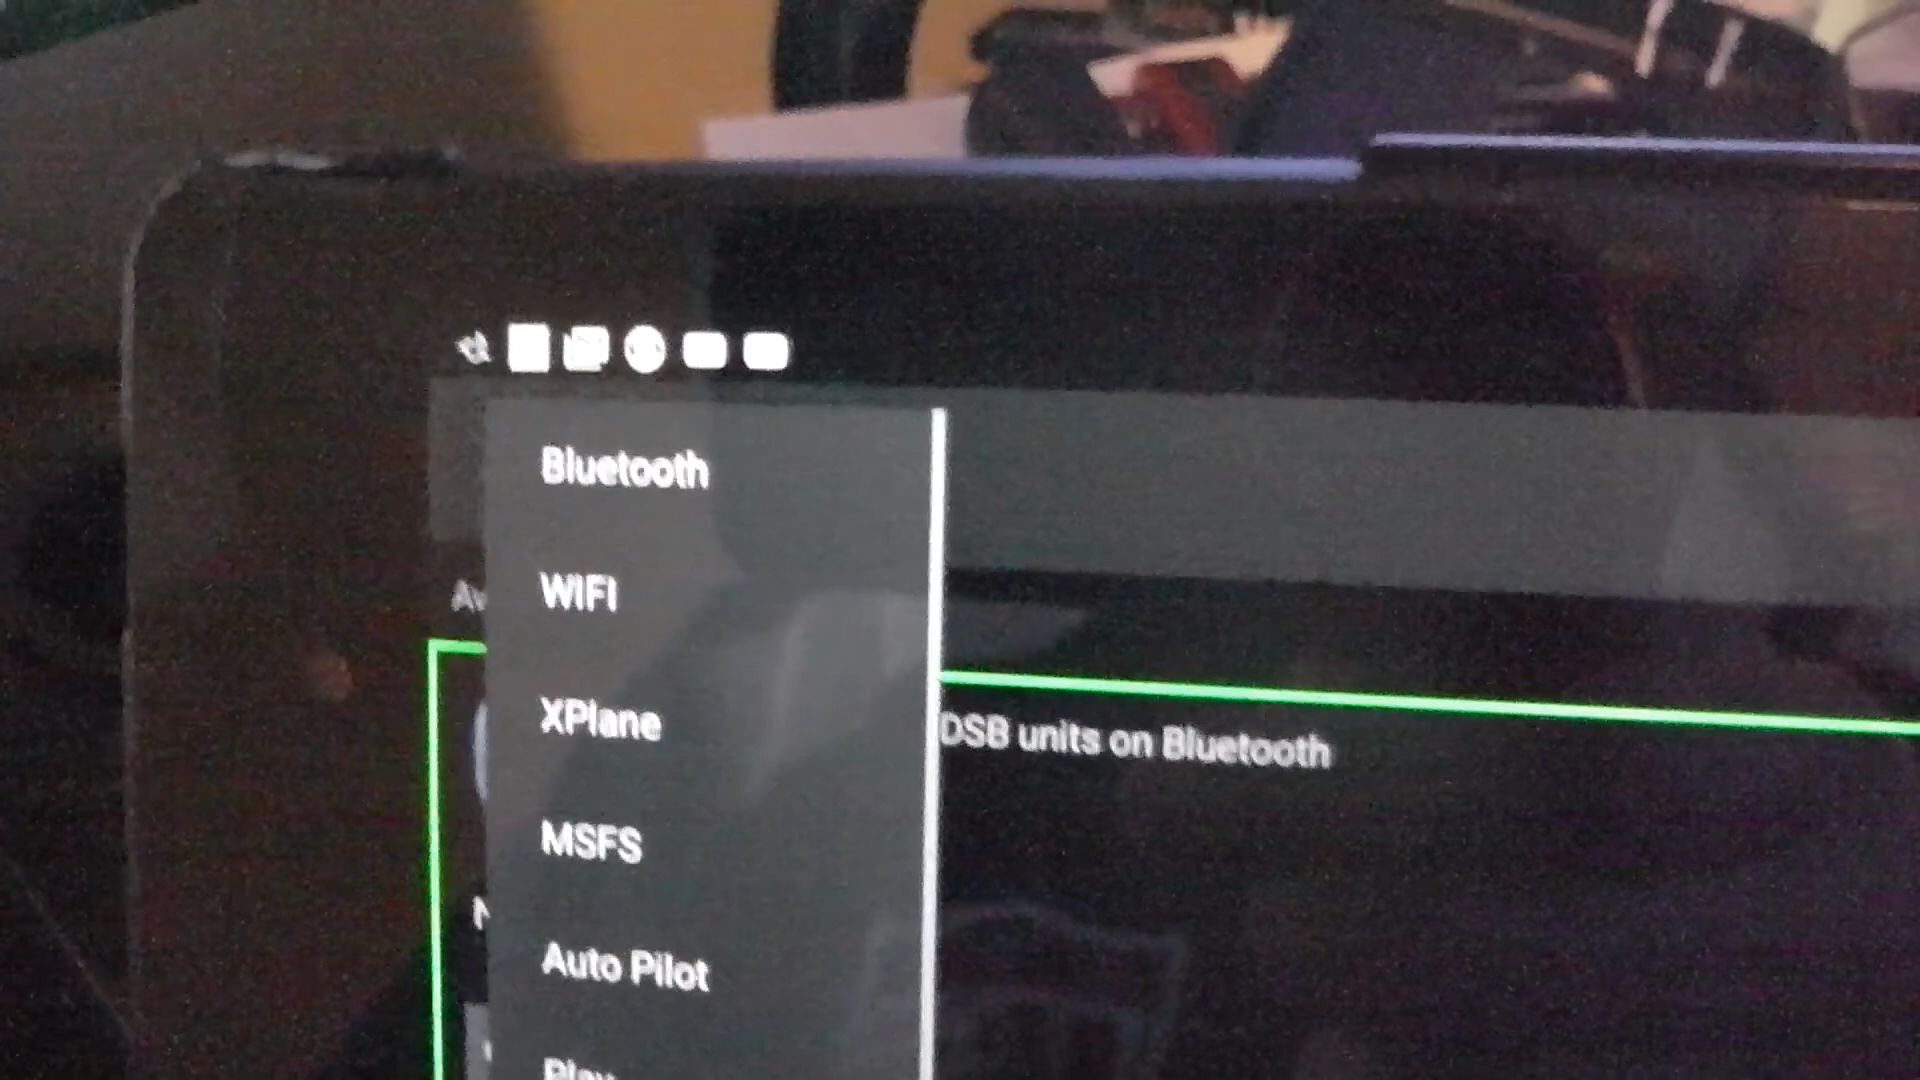 Bluetooth
WIFI
XPlane
DSB units on Bluetooth
MSFS
Auto Pilot